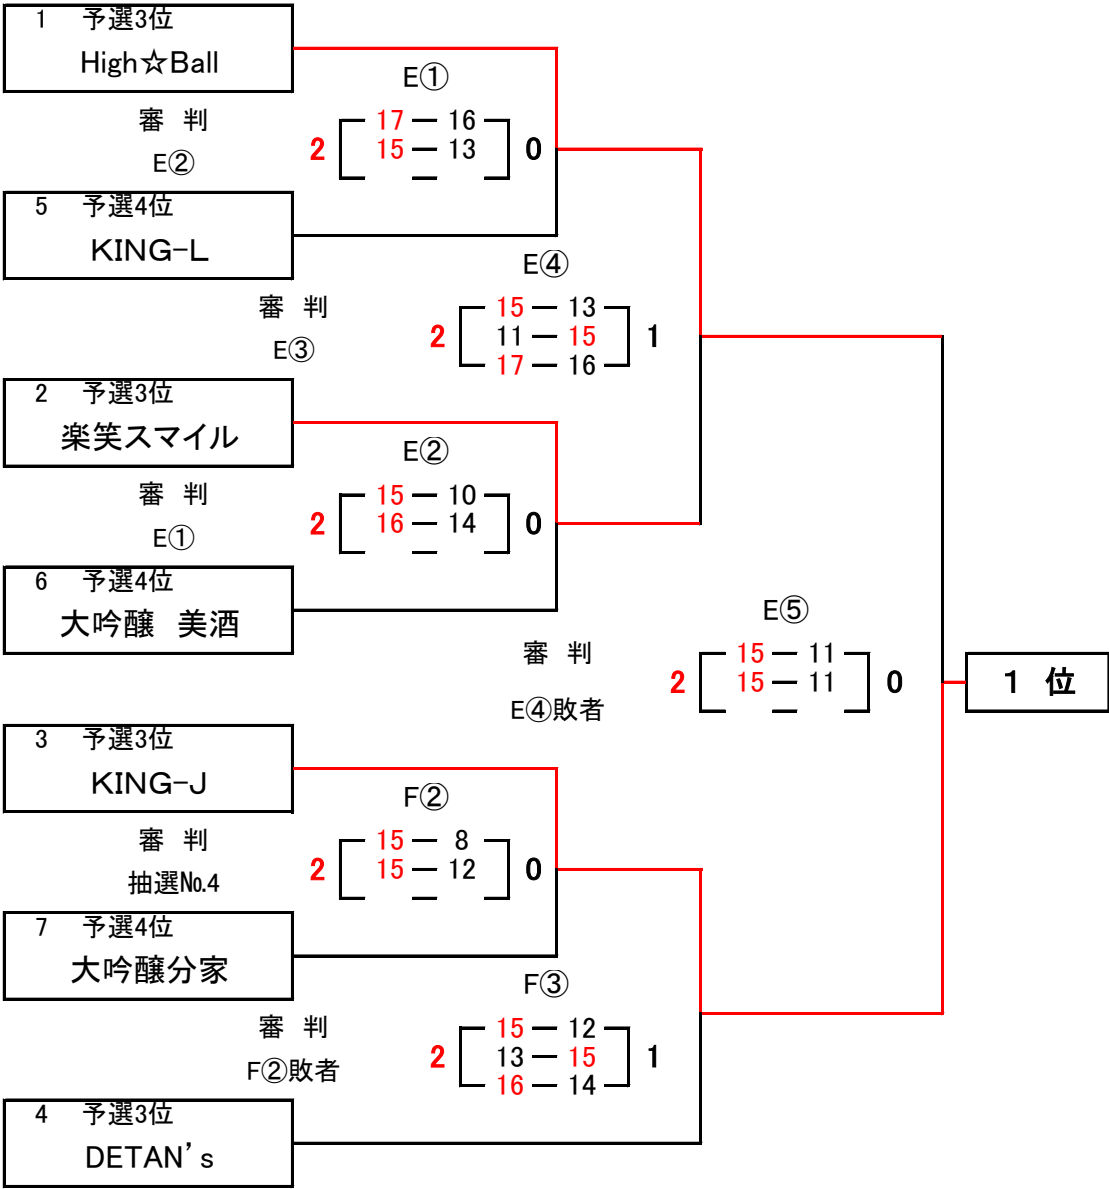 1 予選3位
High☆Ball
E①
審 判
2 17 ― 16 0
15 ― 13
―
E②
5 予選4位
KING-L
E④
審 判
2 15 ― 13 1
11 ― 15
17 ― 16
E③
2 予選3位
楽笑スマイル
E②
審 判
2 15 ― 10 0
16 ― 14
―
E①
6 予選4位
大吟醸 美酒
E⑤
審 判
2 15 ― 11 0
15 ― 11
―
1 位
E④敗者
3 予選3位
KING-J
F②
審 判
2 15 ― 8 0
15 ― 12
―
抽選№4
7 予選4位
大吟醸分家
F③
審 判
2 15 ― 12 1
13 ― 15
16 ― 14
F②敗者
4 予選3位
DETAN’s